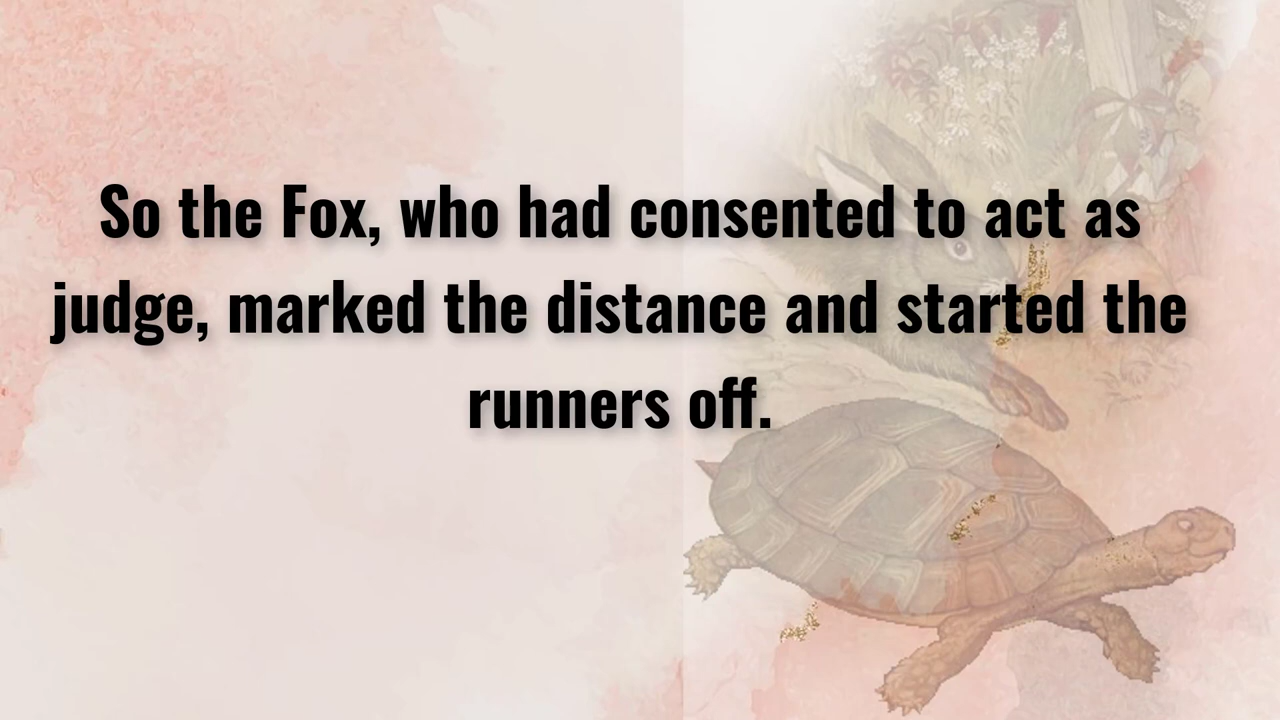 So the Fox, who had consented to act as
judge, marked the distance and started the
runners off.